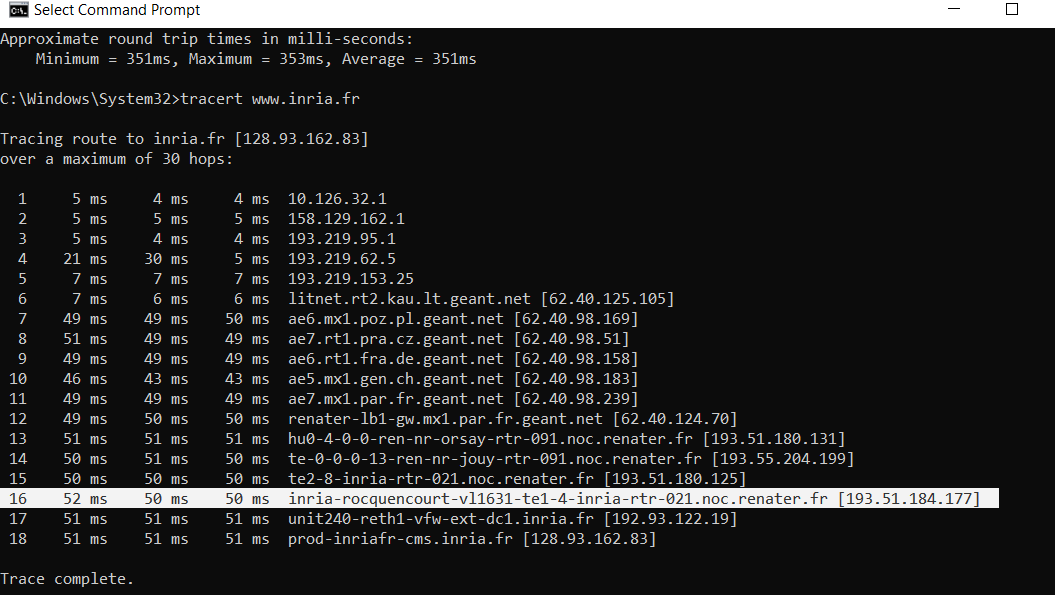 Select Command Prompt
Approximate round trip times in milli-seconds:
    Minimum = 351ms, Maximum = 353ms, Average = 351ms
C:\Windows\System32>tracert www.inria.fr
Tracing route to inria.fr [128.93.162.83]
over a maximum of 30 hops:
  1     5 ms     4 ms     4 ms  10.126.32.1
  2     5 ms     5 ms     5 ms  158.129.162.1
  3     5 ms     4 ms     4 ms  193.219.95.1
  4    21 ms    30 ms     5 ms  193.219.62.5
  5     7 ms     7 ms     7 ms  193.219.153.25
  6     7 ms     6 ms     6 ms  litnet.rt2.kau.lt.geant.net [62.40.125.105]
  7    49 ms    49 ms    50 ms  ae6.mx1.poz.pl.geant.net [62.40.98.169]
  8    51 ms    49 ms    49 ms  ae7.rt1.pra.cz.geant.net [62.40.98.51]
  9    49 ms    49 ms    49 ms  ae6.rt1.fra.de.geant.net [62.40.98.158]
 10    46 ms    43 ms    43 ms  ae5.mx1.gen.ch.geant.net [62.40.98.183]
 11    49 ms    49 ms    49 ms  ae7.mx1.par.fr.geant.net [62.40.98.239]
 12    49 ms    50 ms    50 ms  renater-lb1-gw.mx1.par.fr.geant.net [62.40.124.70]
 13    51 ms    51 ms    51 ms  hu0-4-0-0-ren-nr-orsay-rtr-091.noc.renater.fr [193.51.180.131]
 14    50 ms    51 ms    50 ms  te-0-0-0-13-ren-nr-jouy-rtr-091.noc.renater.fr [193.55.204.199]
 15    50 ms    50 ms    50 ms  te2-8-inria-rtr-021.noc.renater.fr [193.51.180.125]
 16    52 ms    50 ms    50 ms  inria-rocquencourt-vl1631-te1-4-inria-rtr-021.noc.renater.fr [193.51.184.177]
 17    51 ms    51 ms    51 ms  unit240-reth1-vfw-ext-dc1.inria.fr [192.93.122.19]
 18    51 ms    51 ms    51 ms  prod-inriafr-cms.inria.fr [128.93.162.83]
Trace complete.